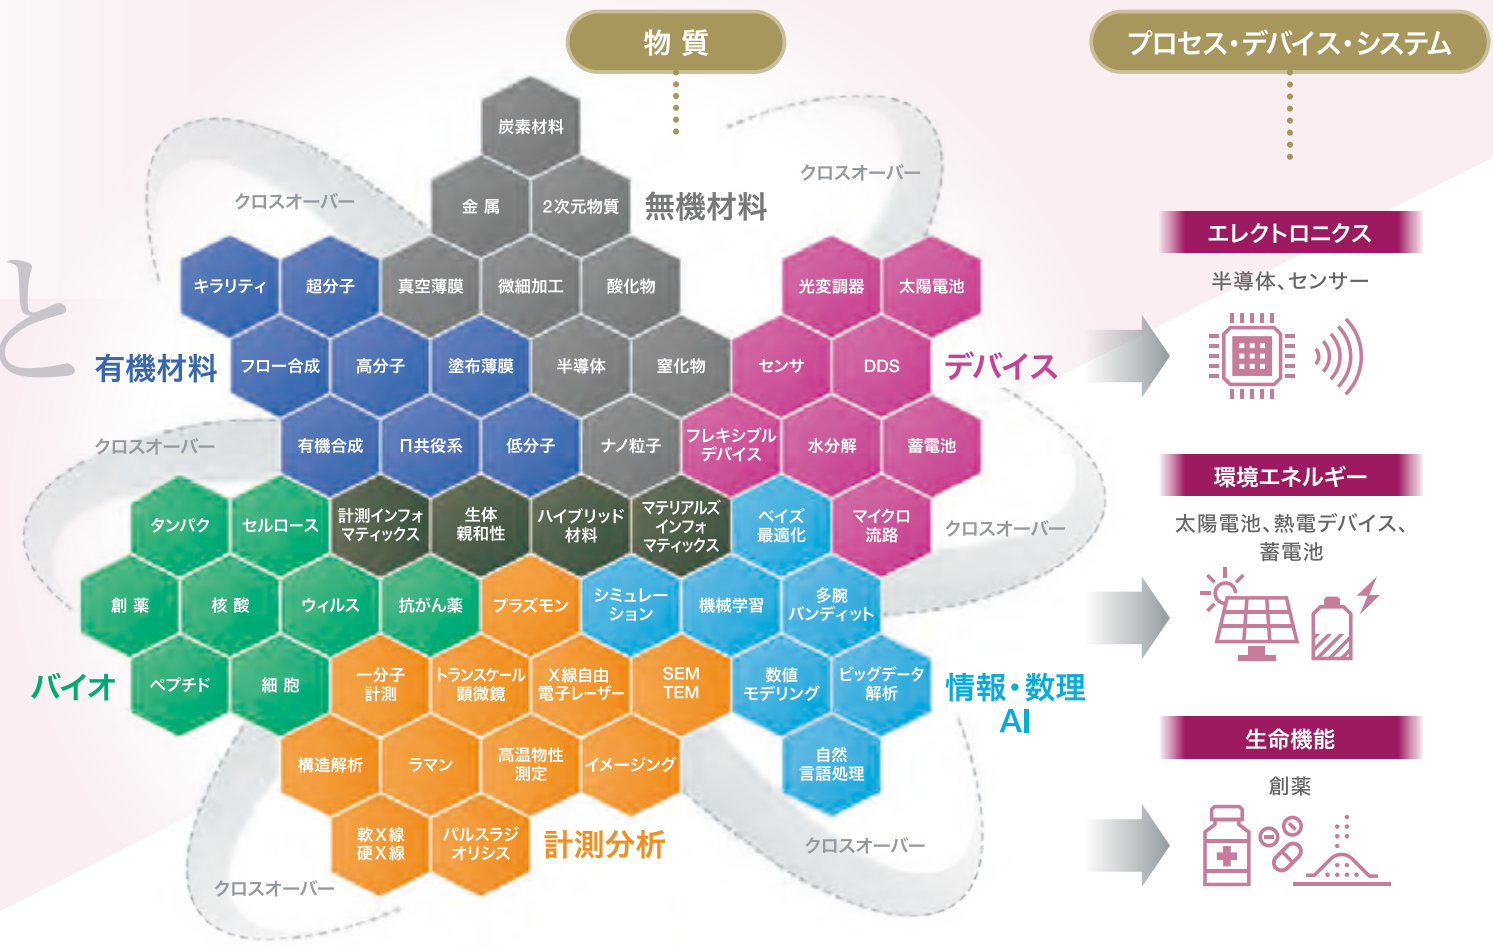 物質
プロセス・デバイス・システム
と
炭素材料
金属
2次元物質
無機材料
クロスオーバー
クロスオーバー
キラリティ
超分子
真空薄膜
微細加工
酸化物
光変調器
太陽電池
有機材料
フロー合成
高分子
塗布薄膜
半導体
窒化物
センサ
DDS
デバイス
クロスオーバー
有機合成
Π共役系
低分子
ナノ粒子
フレキシブル
デバイス
水分解
蓄電池
タンパク
セルロース
計測インフォ
マティックス
生体
親和性
ハイブリッド
材料
マテリアルズ
インフォ
マティックス
ベイズ
最適化
マイクロ
流路
クロスオーバー
創薬
核酸
ウィルス
抗がん薬
プラズモン
シミュレー
ション
機械学習
多腕
バンディット
バイオ
ペプチド
細胞
一分子
計測
トランスケール
顕微鏡
X線自由
電子レーザー
SEM
TEM
数値
モデリング
ビッグデータ
解析
情報・数理
AI
構造解析
ラマン
高温物性
測定
イメージング
自然
言語処理
軟X線
硬X線
パルスラジ
オリシス
計測分析
クロスオーバー
クロスオーバー
エレクトロニクス
半導体、センサー
環境エネルギー
太陽電池、熱電デバイス、
蓄電池
生命機能
創薬